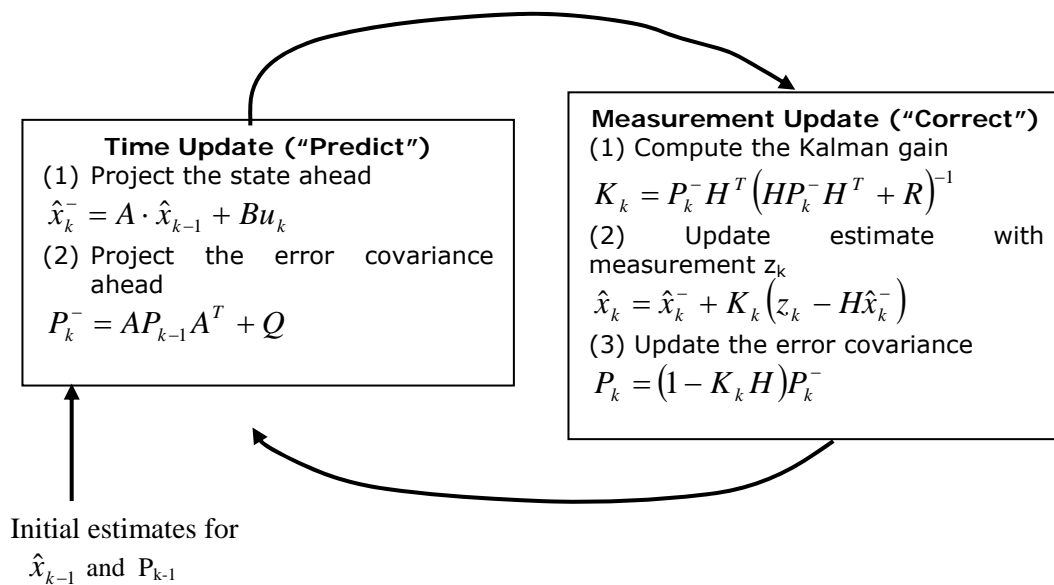 Time Update (“Predict”)
(1) Project the state ahead
x̂ₖ⁻ = A · x̂ₖ₋₁ + Buₖ
(2) Project the error covariance
ahead
Pₖ⁻ = APₖ₋₁Aᵀ + Q
Measurement Update (“Correct”)
(1) Compute the Kalman gain
Kₖ = Pₖ⁻Hᵀ(HPₖ⁻Hᵀ + R)⁻¹
(2) Update estimate with
measurement zₖ
x̂ₖ = x̂ₖ⁻ + Kₖ(zₖ − Hx̂ₖ⁻)
(3) Update the error covariance
Pₖ = (1 − KₖH)Pₖ⁻
Initial estimates for
x̂ₖ₋₁ and Pₖ₋₁